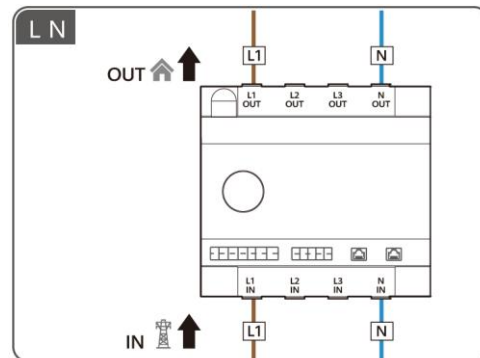 L N
L1 N
OUT
L1 OUT L2 OUT L3 OUT N OUT
L1 IN L2 IN L3 IN N IN
IN
L1 N